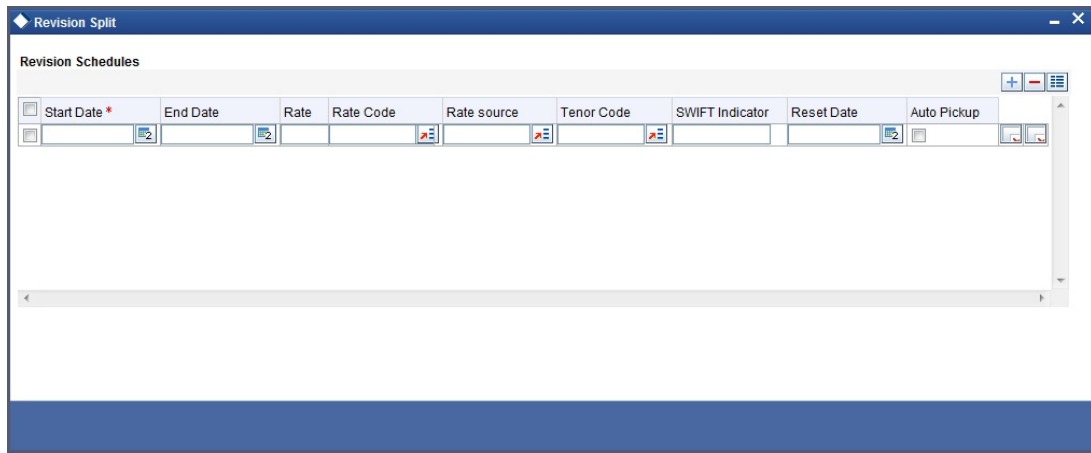 Revision Split
Revision Schedules
Start Date * End Date Rate Rate Code Rate source Tenor Code SWIFT Indicator Reset Date Auto Pickup